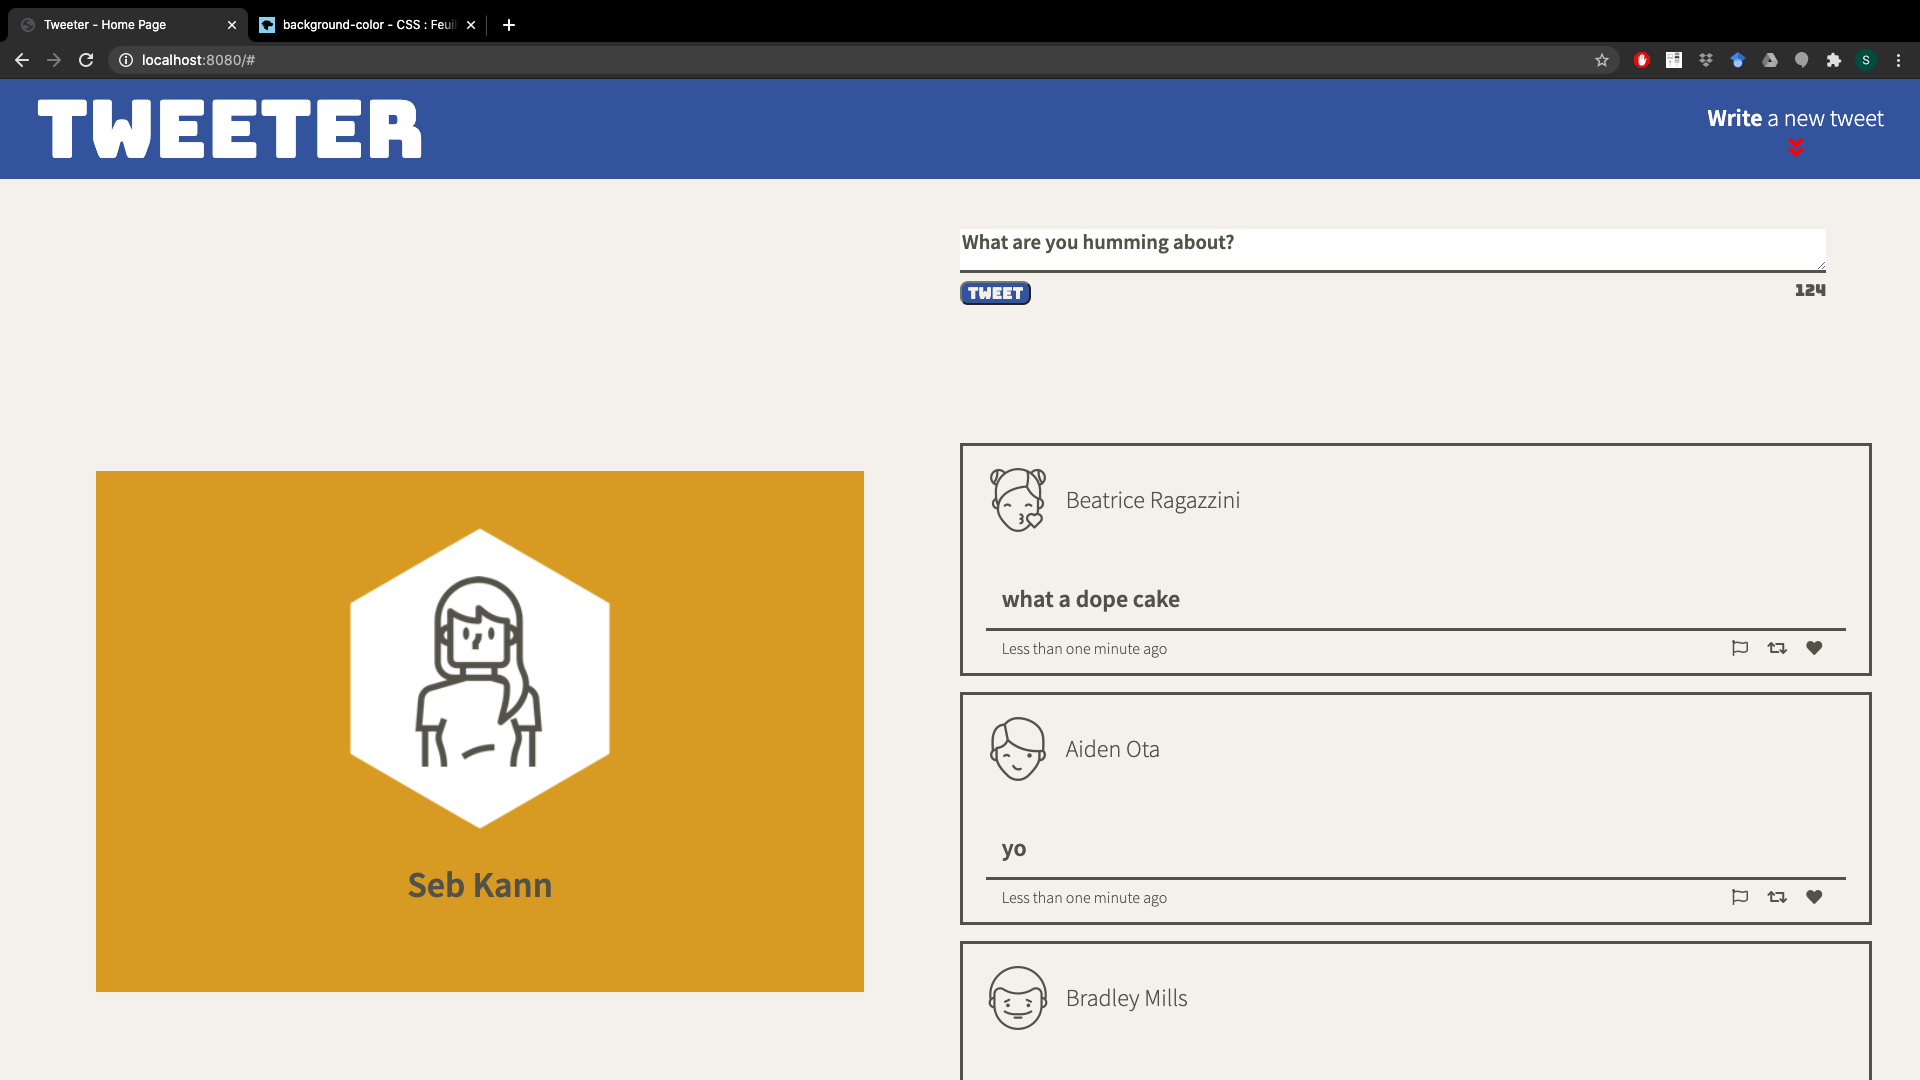 Tweeter - Home Page
background-color - CSS : Feuil
localhost:8080/#
S
TWEETER
Write a new tweet
What are you humming about?
TWEET
124
Seb Kann
Beatrice Ragazzini
what a dope cake
Less than one minute ago
Aiden Ota
yo
Less than one minute ago
Bradley Mills